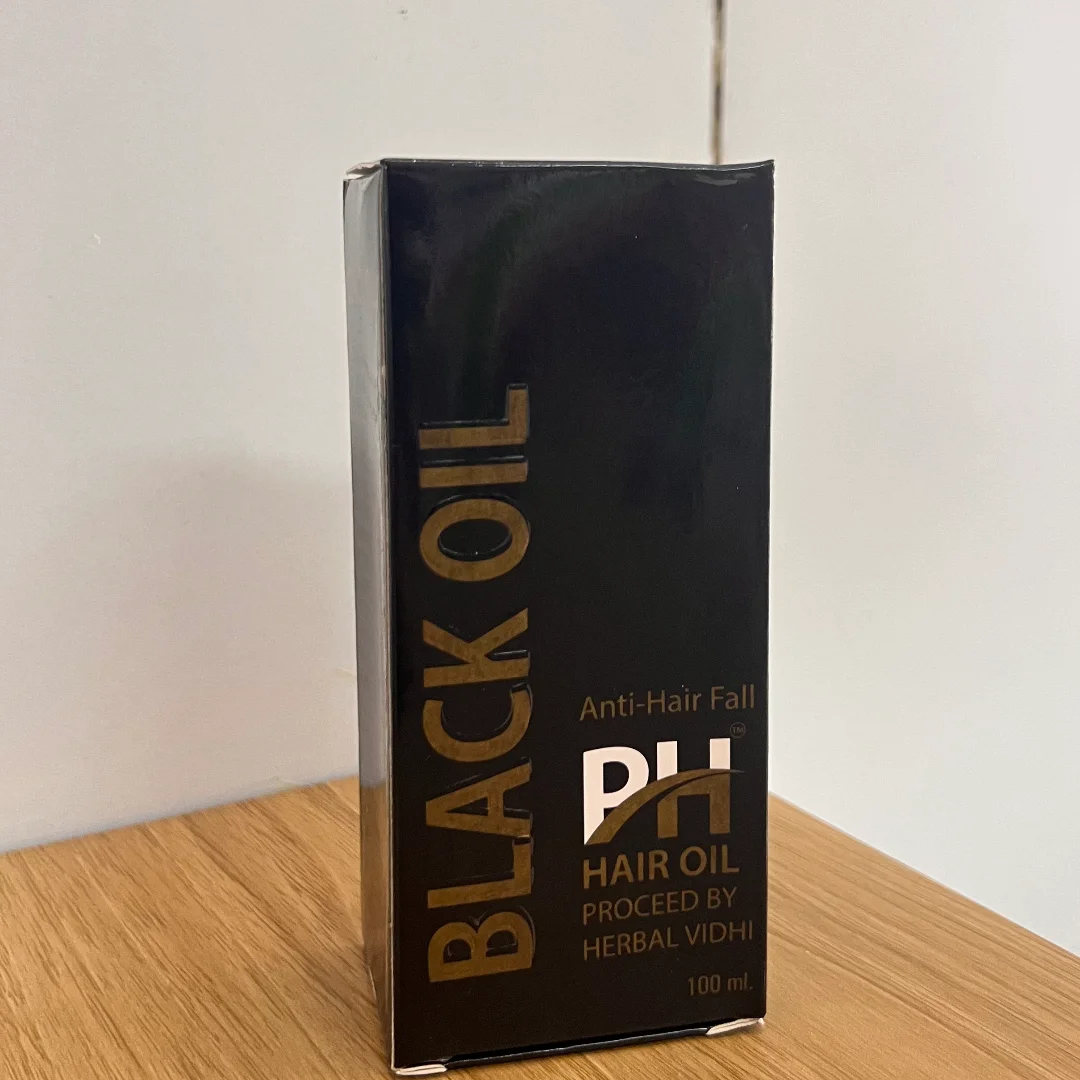 BLACK OIL
Anti-Hair Fall
PH™
HAIR OIL
PROCEED BY
HERBAL VIDHI
100 ml.